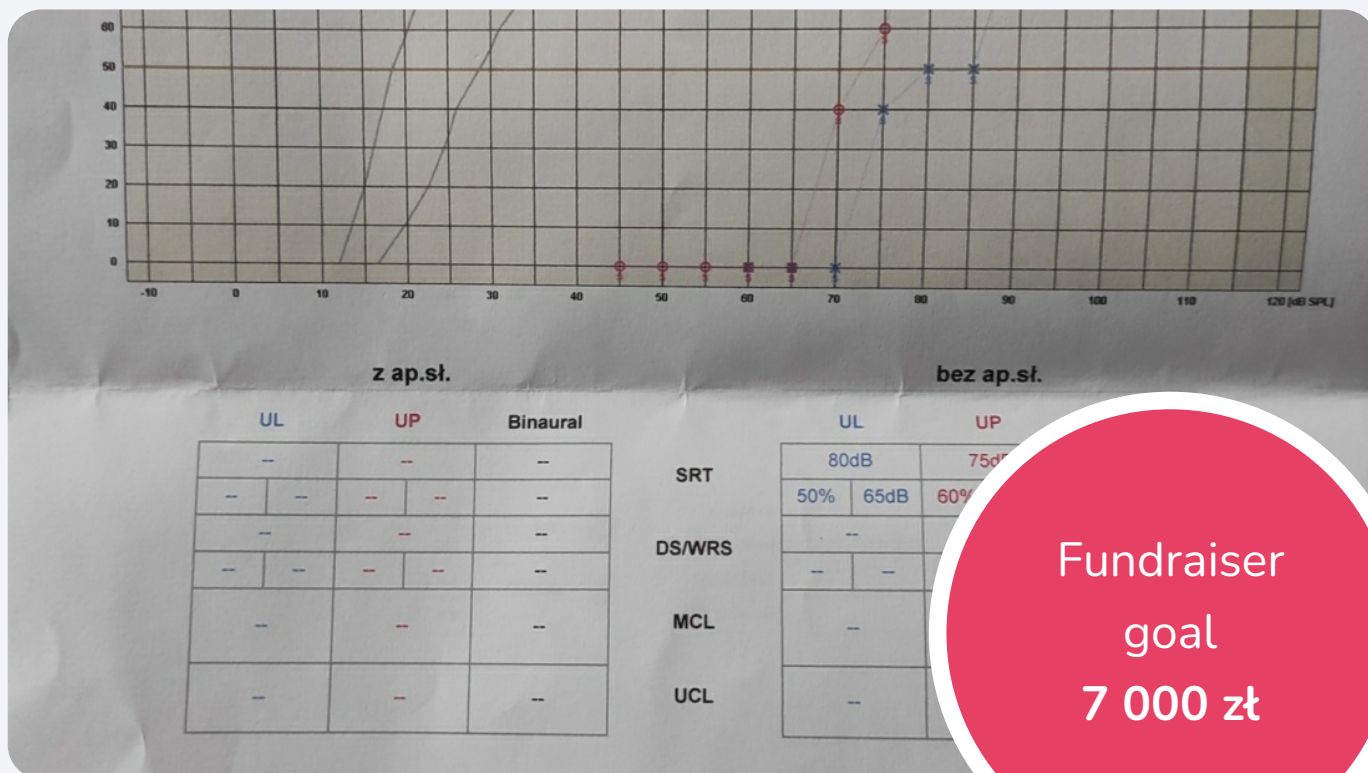 60
50
40
30
20
10
0
-10 0 10 20 30 40 50 60 70 80 90 100 110 120 [dB SPL]
z ap.sł. bez ap.sł.
UL UP Binaural UL UP
-- -- -- SRT 80dB 75d
-- -- -- -- -- 50% 65dB 60%
-- -- -- DS/WRS --
-- -- -- -- -- -- --
-- -- -- MCL --
-- -- -- UCL --
Fundraiser
goal
7 000 zł